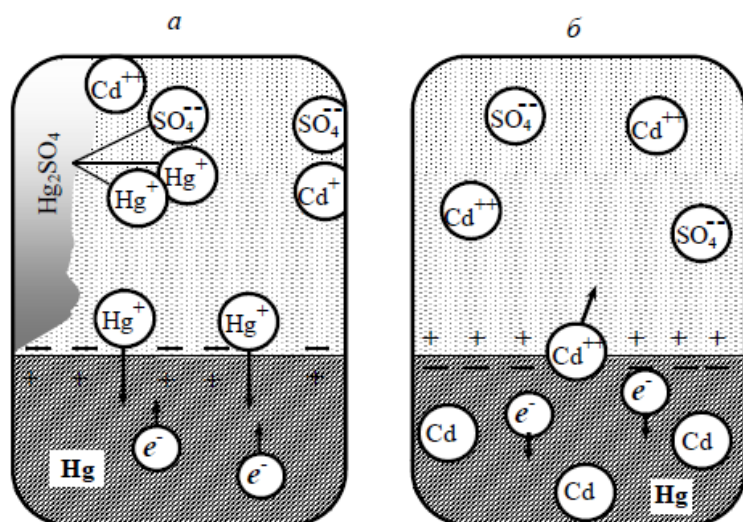 а
б
Cd⁺⁺
SO₄⁻⁻
Hg⁺
Hg⁺
Hg₂SO₄
SO₄⁻⁻
Cd⁺
Hg⁺
Hg⁺
– – – – – – –
+ + + + +
e⁻
e⁻
Hg
SO₄⁻⁻
Cd⁺⁺
Cd⁺⁺
SO₄⁻⁻
+ + + + + +
Cd⁺⁺
– – – – – –
e⁻
e⁻
Cd
Cd
Cd
Hg